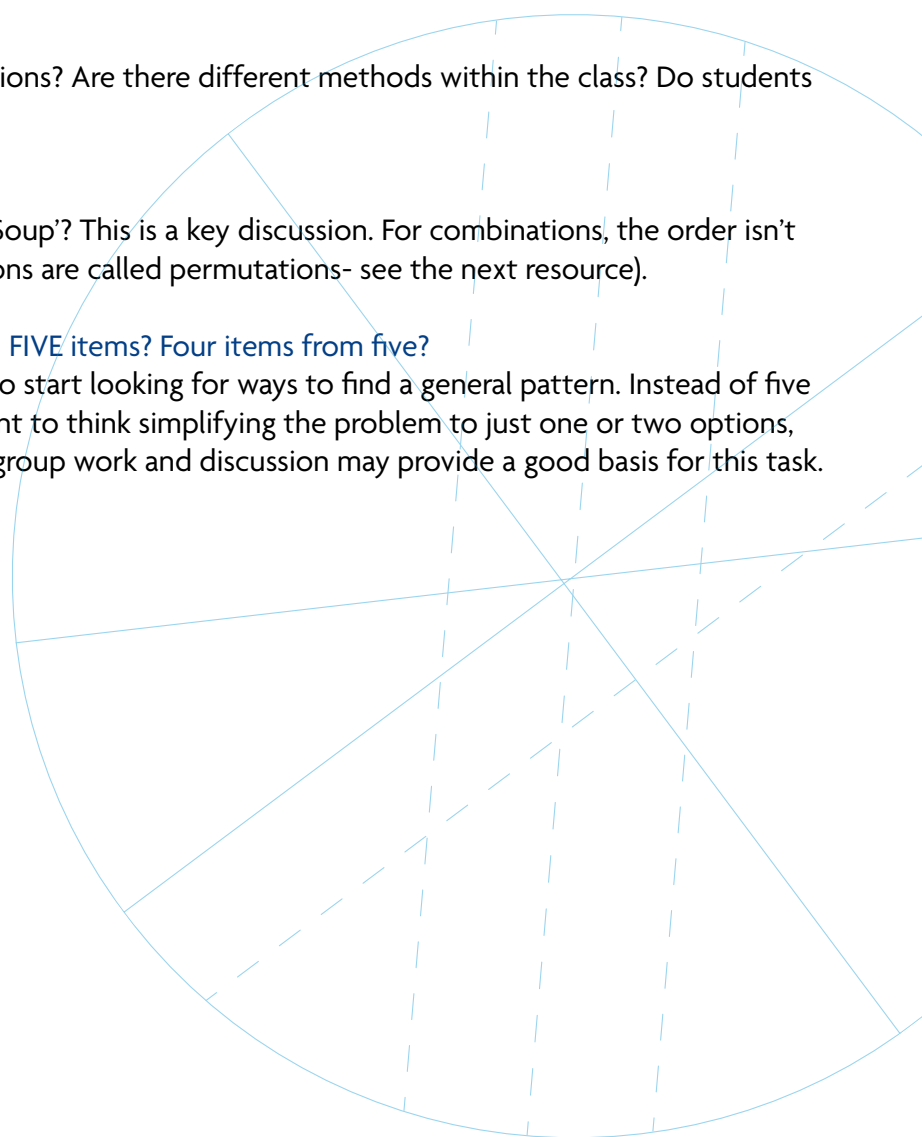 ions? Are there different methods within the class? Do students
Soup'? This is a key discussion. For combinations, the order isn't
ons are called permutations- see the next resource).
FIVE items? Four items from five?
o start looking for ways to find a general pattern. Instead of five
nt to think simplifying the problem to just one or two options,
group work and discussion may provide a good basis for this task.